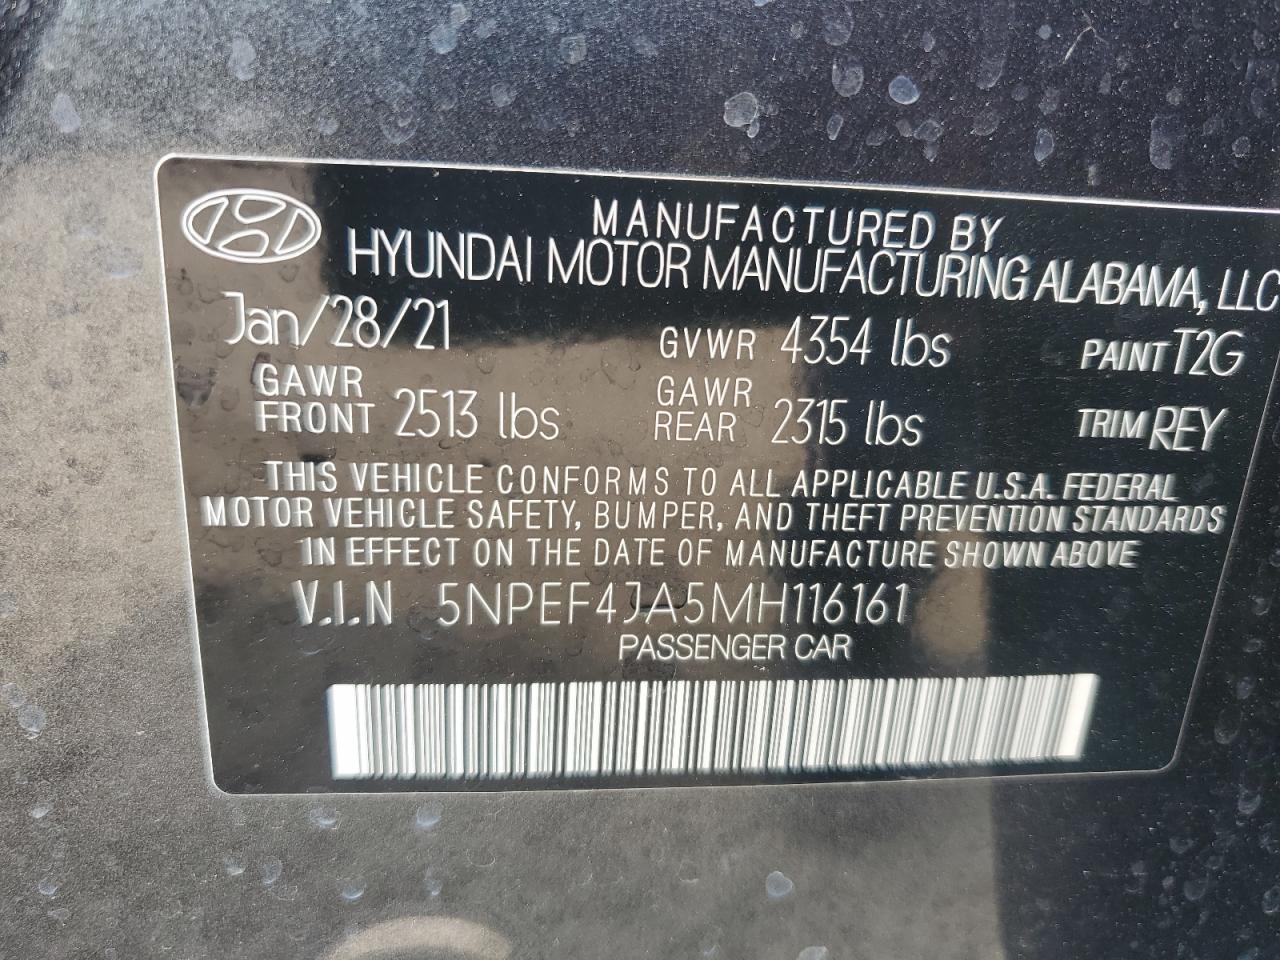 MANUFACTURED BY
HYUNDAI MOTOR MANUFACTURING ALABAMA, LLC
Jan/28/21 GVWR 4354 lbs PAINT T2G
GAWR FRONT 2513 lbs GAWR REAR 2315 lbs TRIM REY
THIS VEHICLE CONFORMS TO ALL APPLICABLE U.S.A. FEDERAL
MOTOR VEHICLE SAFETY, BUMPER, AND THEFT PREVENTION STANDARDS
IN EFFECT ON THE DATE OF MANUFACTURE SHOWN ABOVE
V.I.N 5NPEF4JA5MH116161
PASSENGER CAR